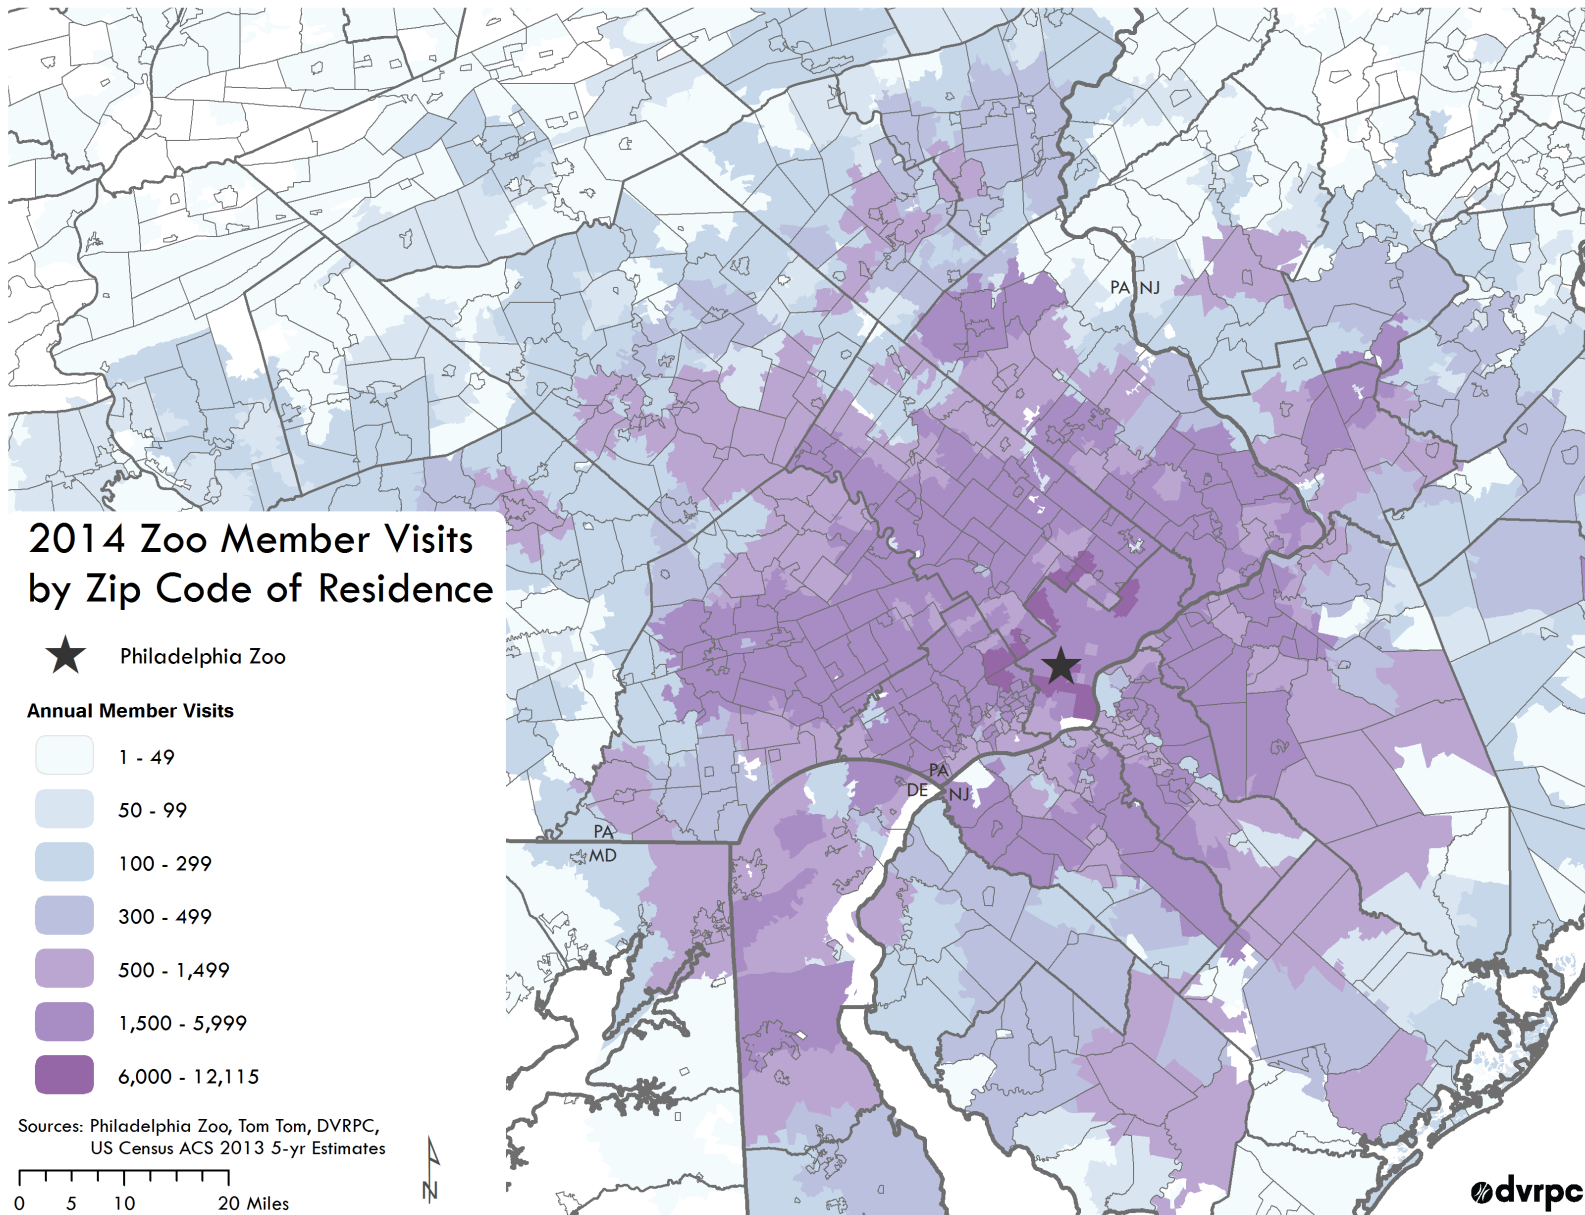 2014 Zoo Member Visits
by Zip Code of Residence
Philadelphia Zoo
Annual Member Visits
1 - 49
50 - 99
100 - 299
300 - 499
500 - 1,499
1,500 - 5,999
6,000 - 12,115
Sources: Philadelphia Zoo, Tom Tom, DVRPC,
US Census ACS 2013 5-yr Estimates
0 5 10 20 Miles
N
PA NJ
PA
DE NJ
PA
MD
dvrpc